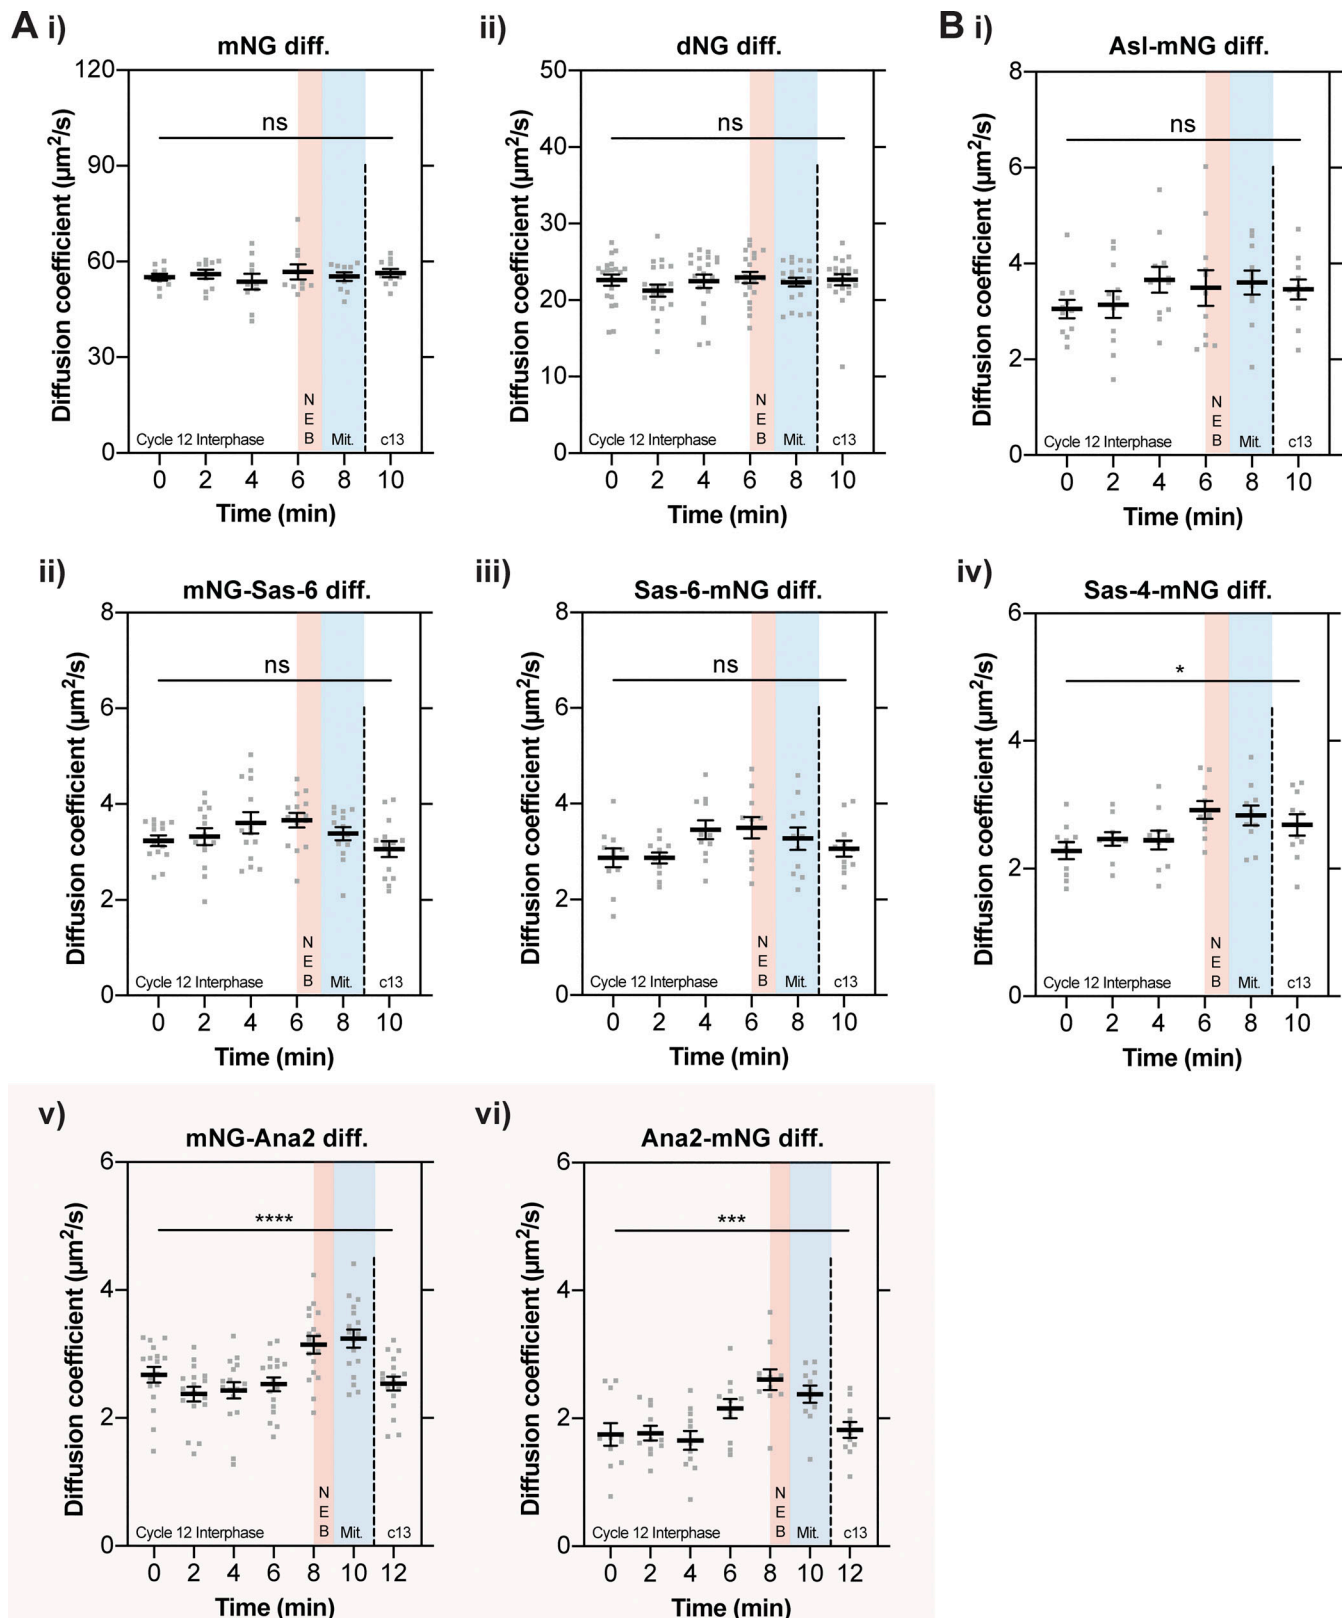 A i)
mNG diff.
Diffusion coefficient (µm²/s)
120
90
60
30
0
ns
N
E
B
Cycle 12 Interphase
Mit.
c13
0 2 4 6 8 10
Time (min)
ii)
dNG diff.
Diffusion coefficient (µm²/s)
50
40
30
20
10
0
ns
N
E
B
Cycle 12 Interphase
Mit.
c13
0 2 4 6 8 10
Time (min)
B i)
Asl-mNG diff.
Diffusion coefficient (µm²/s)
8
6
4
2
0
ns
N
E
B
Cycle 12 Interphase
Mit.
c13
0 2 4 6 8 10
Time (min)
ii)
mNG-Sas-6 diff.
Diffusion coefficient (µm²/s)
8
6
4
2
0
ns
N
E
B
Cycle 12 Interphase
Mit.
c13
0 2 4 6 8 10
Time (min)
iii)
Sas-6-mNG diff.
Diffusion coefficient (µm²/s)
8
6
4
2
0
ns
N
E
B
Cycle 12 Interphase
Mit.
c13
0 2 4 6 8 10
Time (min)
iv)
Sas-4-mNG diff.
Diffusion coefficient (µm²/s)
6
4
2
0
*
N
E
B
Cycle 12 Interphase
Mit.
c13
0 2 4 6 8 10
Time (min)
v)
mNG-Ana2 diff.
Diffusion coefficient (µm²/s)
6
4
2
0
****
N
E
B
Cycle 12 Interphase
Mit.
c13
0 2 4 6 8 10 12
Time (min)
vi)
Ana2-mNG diff.
Diffusion coefficient (µm²/s)
6
4
2
0
***
N
E
B
Cycle 12 Interphase
Mit.
c13
0 2 4 6 8 10 12
Time (min)